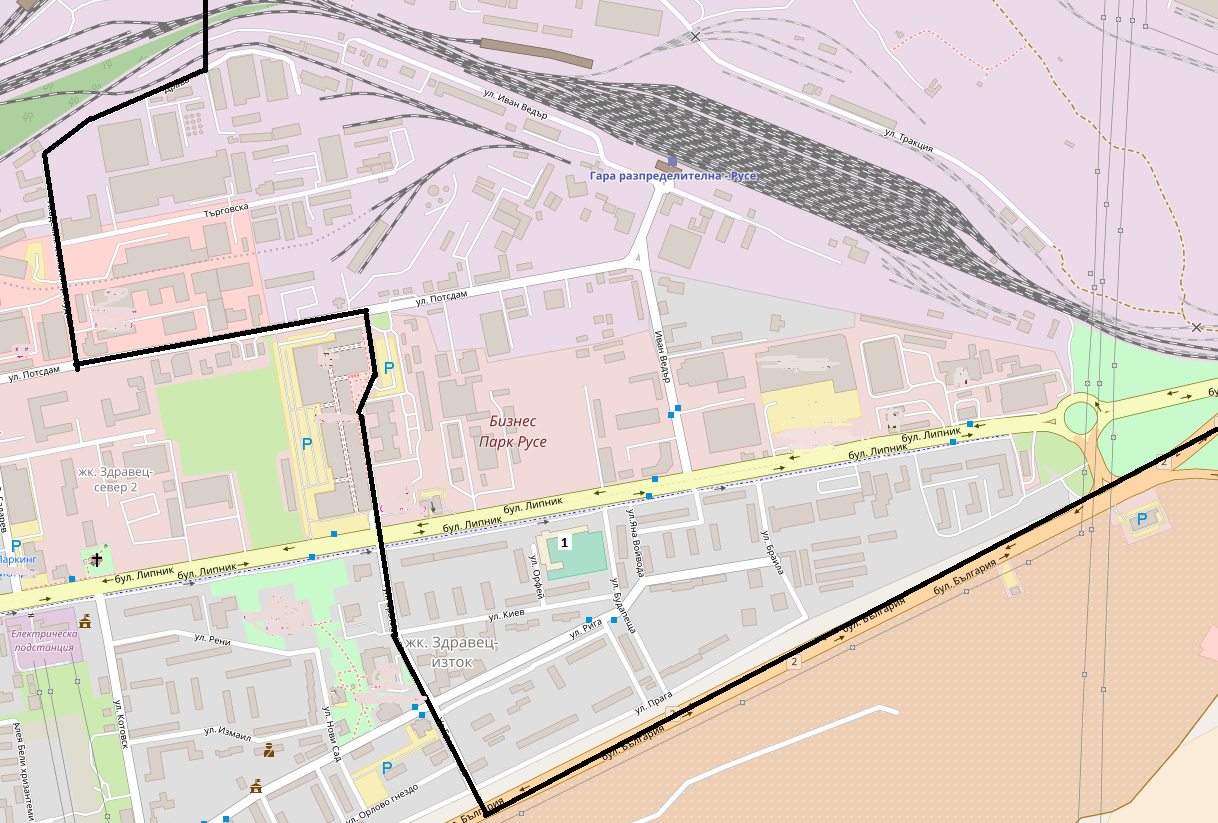 ул. Иван Ведър
ул. Тракция
Гара разпределителна - Русе
Търговска
ул. Потсдам
ул. Потсдам
Иван Ведър
P
Бизнес
Парк Русе
P
бул. Липник
бул. Липник
жк. Здравец-
север 2
2
бул. Липник
бул. Липник
P
P
1
ул. Яна Войвода
ул. Браила
бул. Липник
бул. Липник
ул. Орфей
ул. Будапеща
бул. България
бул. България
Електрическа
подстанция
ул. Киев
ул. Рига
ул. Рени
жк. Здравец-
изток
2
ул. Прага
2
ул. Котовск
ул. Нови Сад
ул. Измаил
бул. България
Алея Бели хризантеми
P
ул. Орлово гнездо